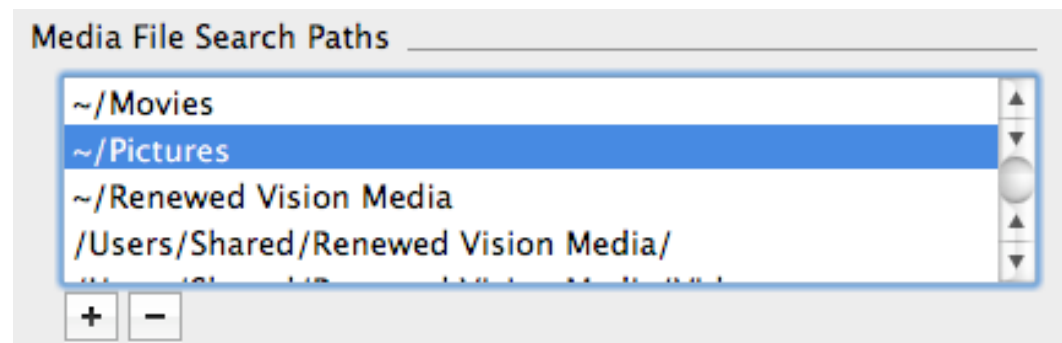 Media File Search Paths
~/Movies
~/Pictures
~/Renewed Vision Media
/Users/Shared/Renewed Vision Media/
+ −